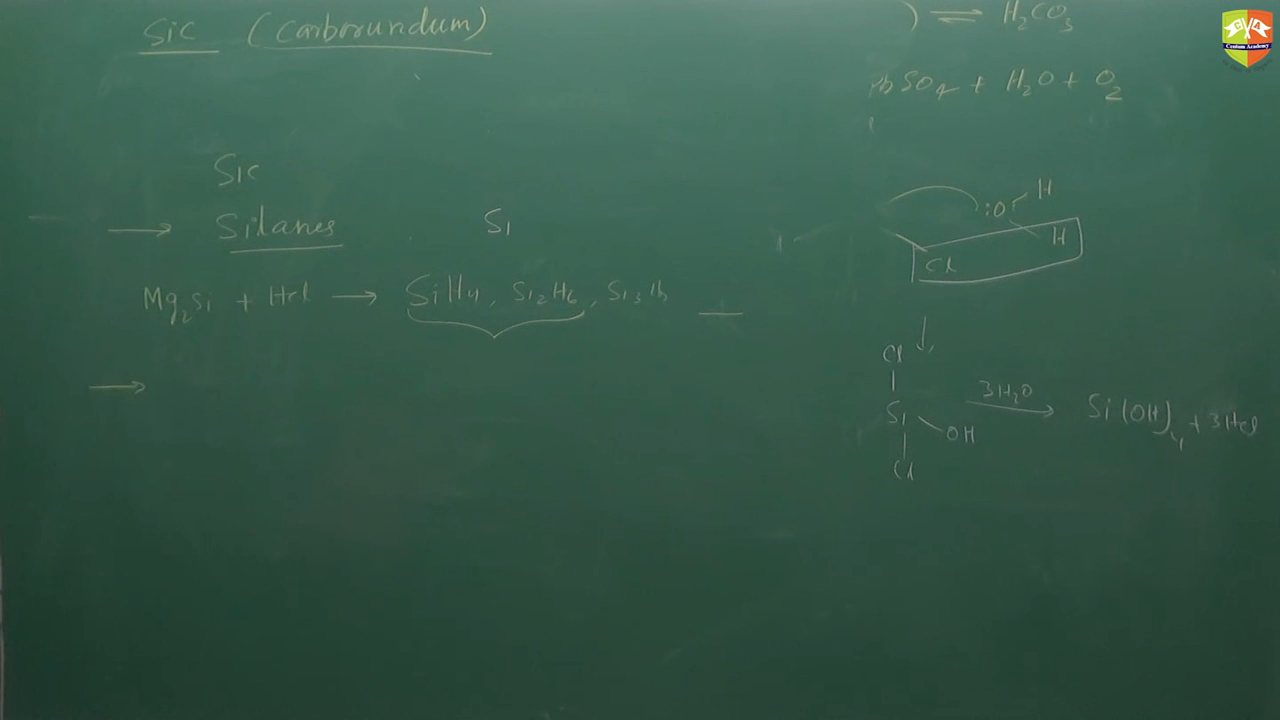 SiC (Carborundum)
) ⇌ H₂CO₃
PbSO₄ + H₂O + O₂
SiC
→ Silanes Si
Mg₂Si + HCl → SiH₄, Si₂H₆, Si₃H₈
→
:O H
H
Cl
↓
Cl
Si OH 3H₂O → Si(OH)₄ + 3HCl
Cl
CA
Centum Academy